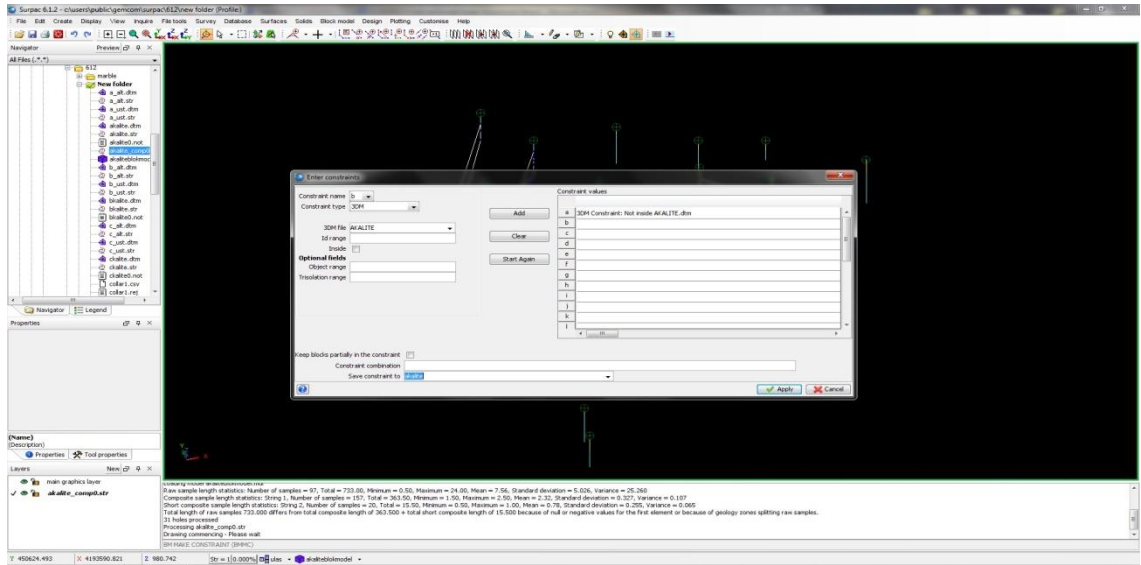 Surpac 6.1.2 - c:\users\public\gemcom\surpac\612\new folder (Profile:)
File Edit Create Display View Inquire File tools Survey Database Surfaces Solids Block model Design Plotting Customise Help
Navigator Preview
All Files (*.*)
612
marble
New folder
a_alt.dtm
a_alt.str
a_ust.dtm
a_ust.str
akalite.dtm
akalite.str
akalite0.not
akalite_comp0
akaliteblokmoc
b_alt.dtm
b_alt.str
b_ust.dtm
b_ust.str
bkalite.dtm
bkalite.str
bkalite0.not
c_alt.dtm
c_alt.str
c_ust.dtm
c_ust.str
ckalite.dtm
ckalite.str
ckalite0.not
collar1.csv
collar1.rej
Navigator Legend
Properties
(Name)
(Description)
Properties Tool properties
Layers New
main graphics layer
akalite_comp0.str
Enter constraints
Constraint name b
Constraint type 3DM
3DM file AKALITE
Id range
Inside
Optional fields
Object range
Trisolation range
Add
Clear
Start Again
Constraint values
a 3DM Constraint: Not inside AKALITE.dtm
b
c
d
e
f
g
h
i
j
k
l
Keep blocks partially in the constraint
Constraint combination
Save constraint to akalite
Apply Cancel
Raw sample length statistics: Number of samples = 97, Total = 733.00, Minimum = 0.50, Maximum = 24.00, Mean = 7.56, Standard deviation = 5.026, Variance = 25.260
Composite sample length statistics: String 1, Number of samples = 157, Total = 363.50, Minimum = 1.50, Maximum = 2.50, Mean = 2.32, Standard deviation = 0.327, Variance = 0.107
Short composite sample length statistics: String 2, Number of samples = 20, Total = 15.50, Minimum = 0.50, Maximum = 1.00, Mean = 0.78, Standard deviation = 0.255, Variance = 0.065
Total length of raw samples 733.000 differs from total composite length of 363.500 + total short composite length of 15.500 because of null or negative values for the first element or because of geology zones splitting raw samples.
31 holes processed
Processing akalite_comp0.str
Drawing commencing - Please wait
BM MAKE CONSTRAINT (BMMC)
Y 450624.493 X 4193590.821 Z 980.742 Str = 1 0.000% ulas akaliteblokmodel